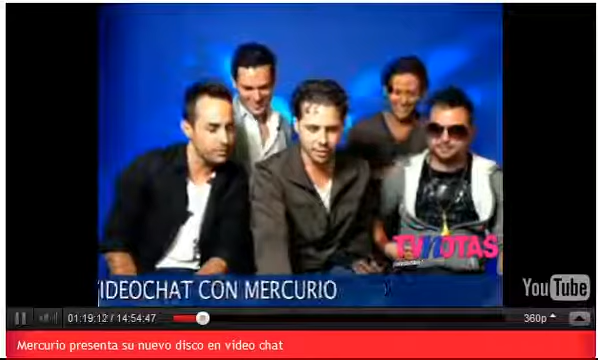 TVNOTAS
VIDEOCHAT CON MERCURIO
YouTube
01:19:12 / 14:54:47
360p
Mercurio presenta su nuevo disco en video chat